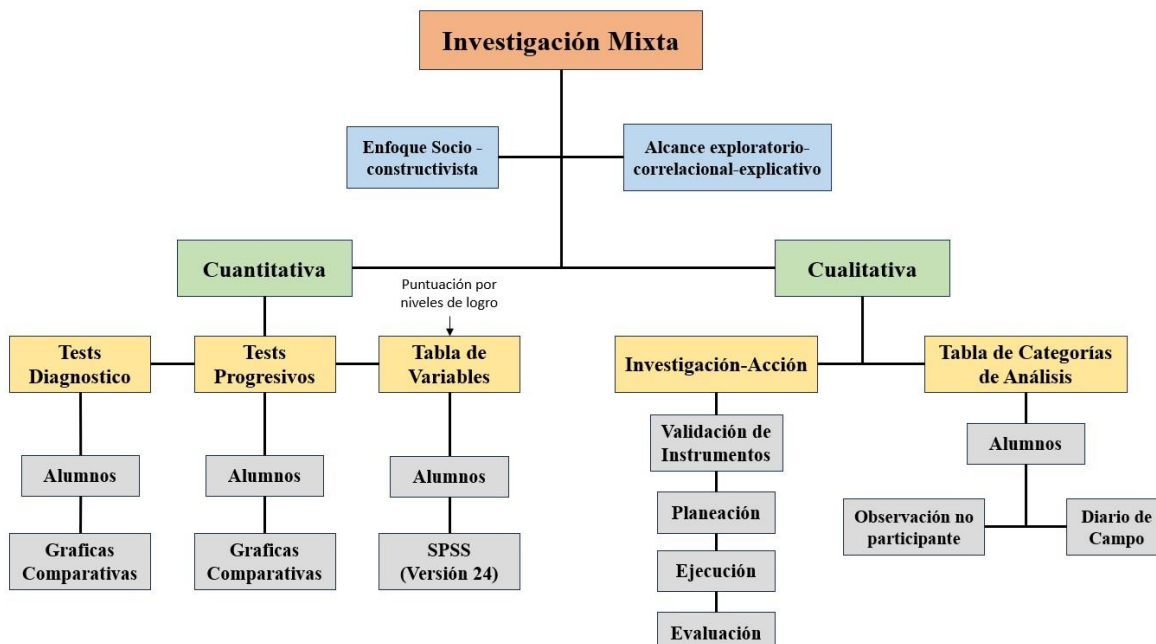 Investigación Mixta
Enfoque Socio -
constructivista
Alcance exploratorio-
correlacional-explicativo
Cuantitativa
Cualitativa
Puntuación por
niveles de logro
Tests
Diagnostico
Tests
Progresivos
Tabla de
Variables
Investigación-Acción
Tabla de Categorías
de Análisis
Alumnos
Alumnos
Alumnos
Graficas
Comparativas
Graficas
Comparativas
SPSS
(Versión 24)
Validación de
Instrumentos
Planeación
Ejecución
Evaluación
Alumnos
Observación no
participante
Diario de
Campo